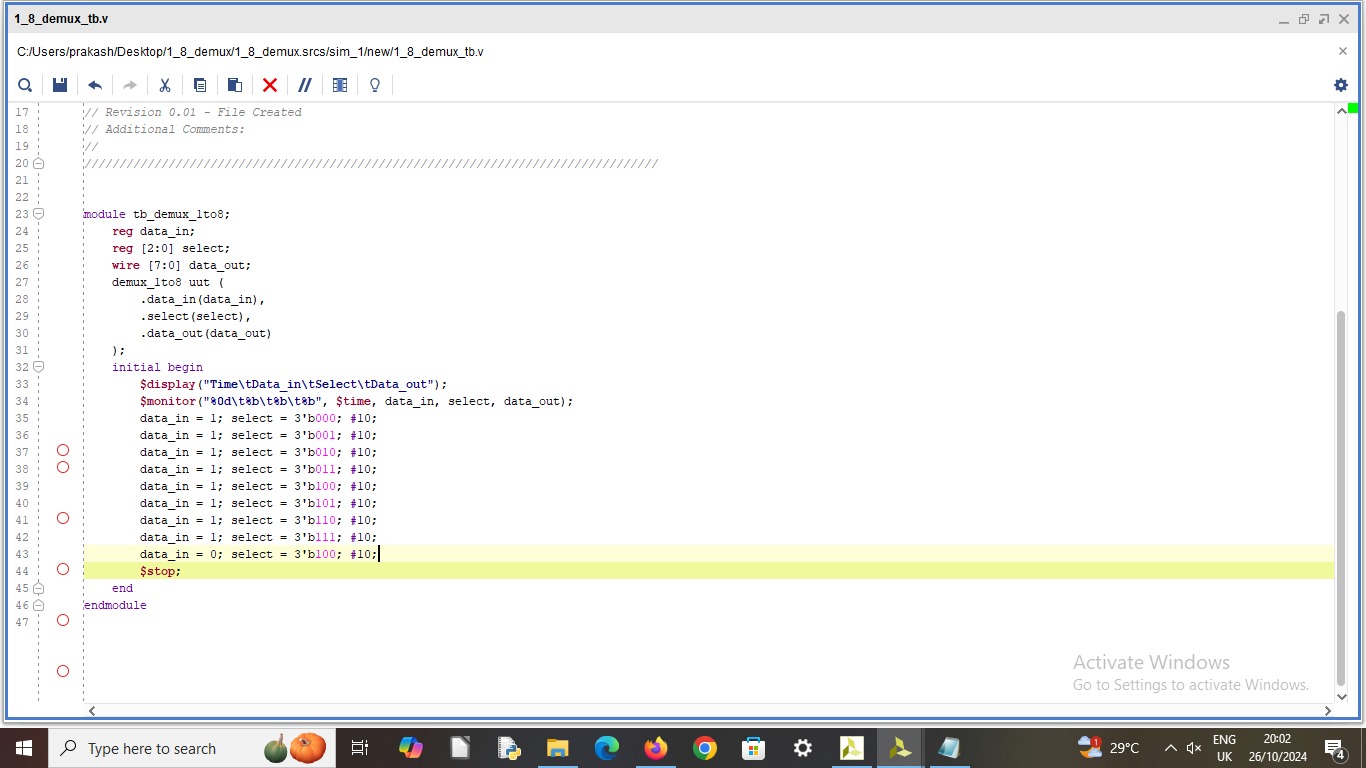 1_8_demux_tb.v
C:/Users/prakash/Desktop/1_8_demux/1_8_demux.srcs/sim_1/new/1_8_demux_tb.v
17 // Revision 0.01 - File Created
18 // Additional Comments:
19 //
20 //////////////////////////////////////////////////////////////////////////////////
21
22
23 module tb_demux_1to8;
24 reg data_in;
25 reg [2:0] select;
26 wire [7:0] data_out;
27 demux_1to8 uut (
28 .data_in(data_in),
29 .select(select),
30 .data_out(data_out)
31 );
32 initial begin
33 $display("Time\tData_in\tSelect\tData_out");
34 $monitor("%0d\t%b\t%b\t%b", $time, data_in, select, data_out);
35 data_in = 1; select = 3'b000; #10;
36 data_in = 1; select = 3'b001; #10;
37 data_in = 1; select = 3'b010; #10;
38 data_in = 1; select = 3'b011; #10;
39 data_in = 1; select = 3'b100; #10;
40 data_in = 1; select = 3'b101; #10;
41 data_in = 1; select = 3'b110; #10;
42 data_in = 1; select = 3'b111; #10;
43 data_in = 0; select = 3'b100; #10;
44 $stop;
45 end
46 endmodule
47
Activate Windows
Go to Settings to activate Windows.
Type here to search
1
29°C
ENG
UK
20:02
26/10/2024
4